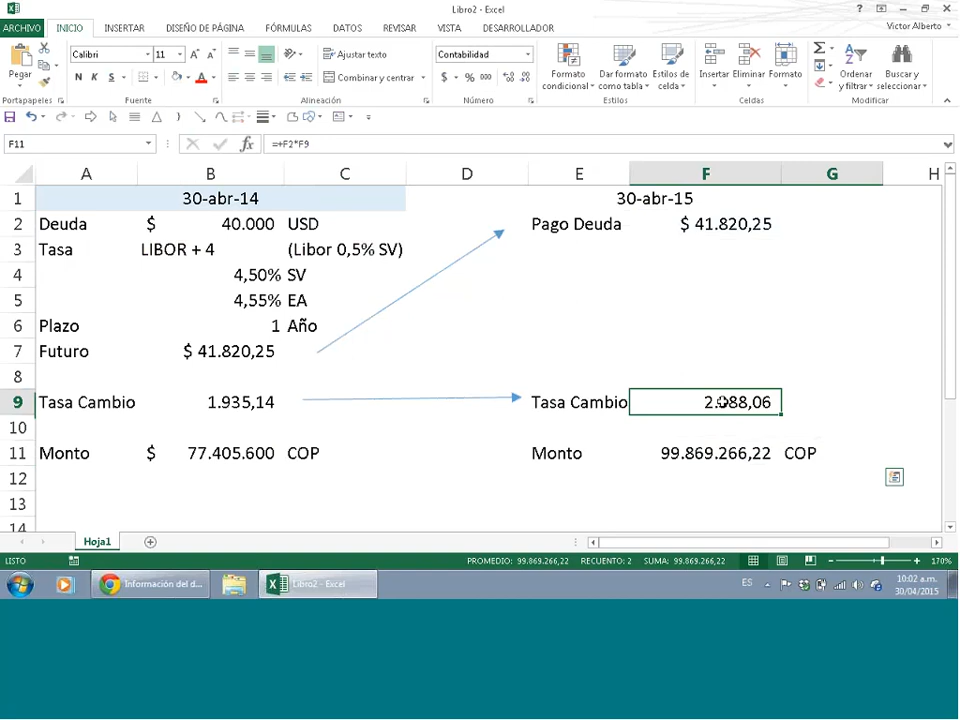 Libro2 - Excel
ARCHIVO INICIO INSERTAR DISEÑO DE PÁGINA FÓRMULAS DATOS REVISAR VISTA DESARROLLADOR Victor Alberto
Calibri 11 Ajustar texto Contabilidad
Pegar N K S Combinar y centrar $ % 000 Formato condicional Dar formato como tabla Estilos de celda Insertar Eliminar Formato Ordenar y filtrar Buscar y seleccionar
Portapapeles Fuente Alineación Número Estilos Celdas Modificar
F11 fx =+F2*F9
A B C D E F G H
1 30-abr-14 30-abr-15
2 Deuda $ 40.000 USD Pago Deuda $ 41.820,25
3 Tasa LIBOR + 4 (Libor 0,5% SV)
4 4,50% SV
5 4,55% EA
6 Plazo 1 Año
7 Futuro $ 41.820,25
8
9 Tasa Cambio 1.935,14 Tasa Cambio 88,06
10
11 Monto $ 77.405.600 COP Monto 99.869.266,22 COP
12
13
14
Hoja1
LISTO PROMEDIO: 99.869.266,22 RECUENTO: 2 SUMA: 99.869.266,22 170%
Información del d... Libro2 - Excel ES 10:02 a.m.
30/04/2015